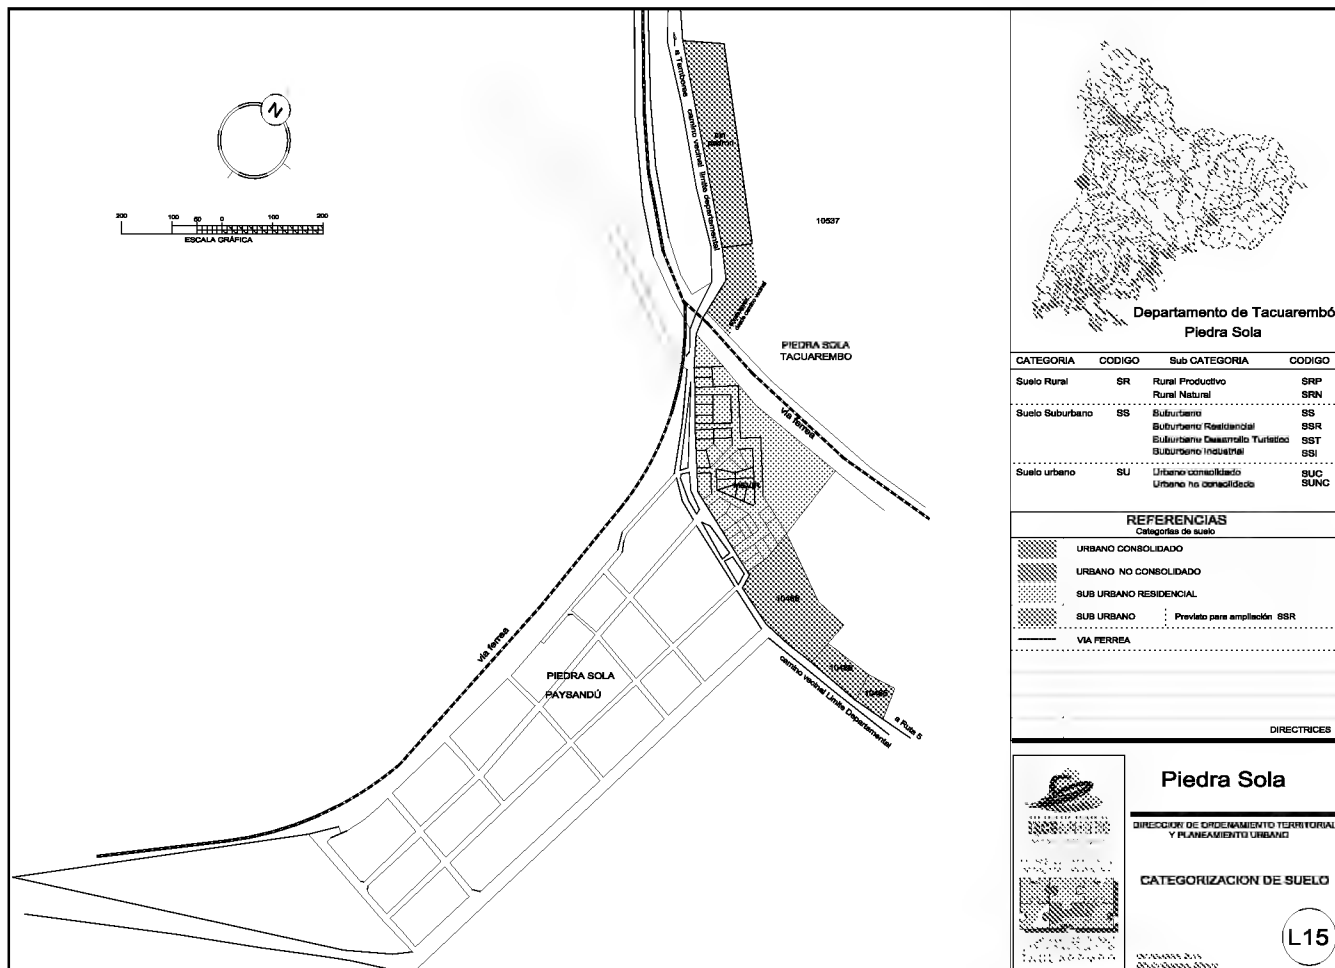 N
200 100 50 0 100 200
ESCALA GRÁFICA
a Tambores camino vecinal limite departamental
sin padrón
10537
PIEDRA SOLA
TACUAREMBO
via ferrea
via ferrea
PIEDRA SOLA
PAYSANDÚ
camino vecinal Limite Departamental
a Ruta 5
Departamento de Tacuarembó
Piedra Sola
CATEGORIA CODIGO Sub CATEGORIA CODIGO
Suelo Rural SR Rural Productivo SRP
Rural Natural SRN
Suelo Suburbano SS Suburbano SS
Suburbano Residencial SSR
Suburbano Desarrollo Turistico SST
Suburbano Industrial SSI
Suelo urbano SU Urbano consolidado SUC
Urbano no consolidado SUNC
REFERENCIAS
Categorías de suelo
URBANO CONSOLIDADO
URBANO NO CONSOLIDADO
SUB URBANO RESIDENCIAL
SUB URBANO Previsto para ampliación SSR
VIA FERREA
DIRECTRICES
Piedra Sola
DIRECCION DE ORDENAMIENTO TERRITORIAL
Y PLANEAMIENTO URBANO
CATEGORIZACION DE SUELO
L15